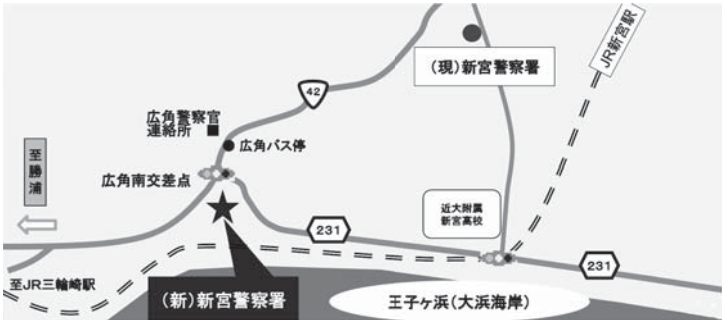 JR新宮駅
(現)新宮警察署
42
広角警察官
連絡所
広角バス停
至勝浦
広角南交差点
近大附属
新宮高校
231
231
至JR三輪崎駅
(新)新宮警察署
王子ヶ浜(大浜海岸)